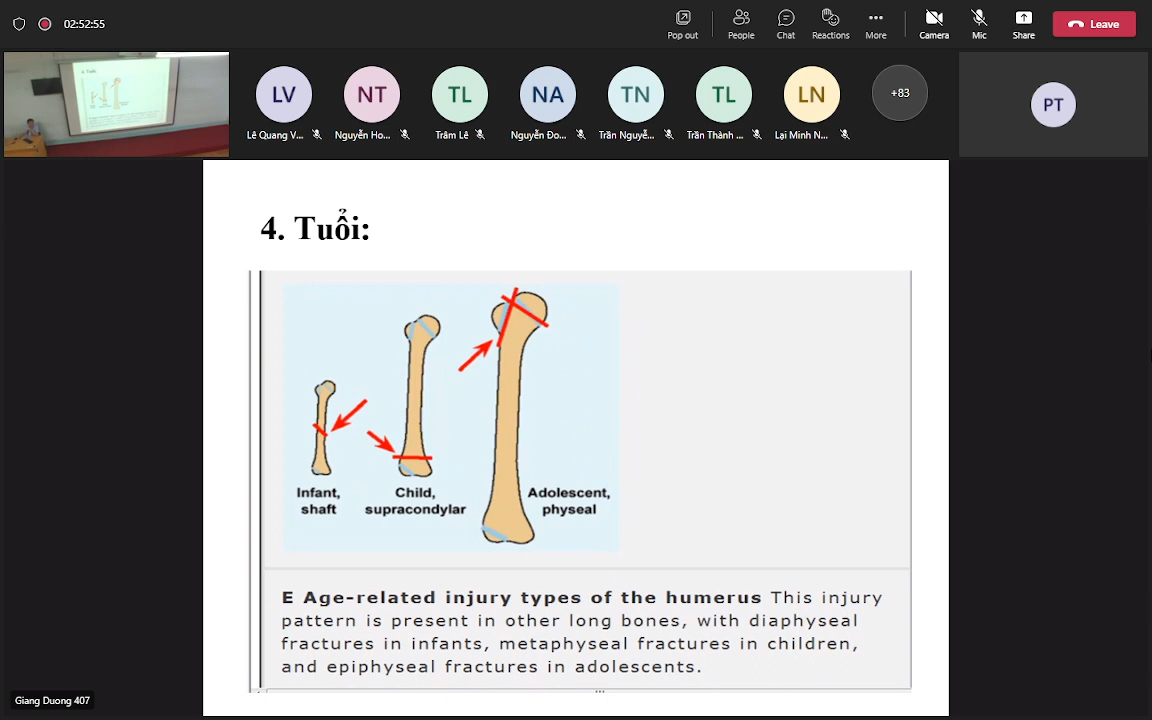 02:52:55
Pop out
People
Chat
Reactions
More
Camera
Mic
Share
Leave
LV
NT
TL
NA
TN
TL
LN
+83
PT
Lê Quang V...
Nguyễn Ho...
Trâm Lê
Nguyễn Đo...
Trần Nguyễ...
Trần Thành ...
Lại Minh N...
4. Tuổi:
Infant,
shaft
Child,
supracondylar
Adolescent,
physeal
E Age-related injury types of the humerus This injury
pattern is present in other long bones, with diaphyseal
fractures in infants, metaphyseal fractures in children,
and epiphyseal fractures in adolescents.
Giang Duong 407